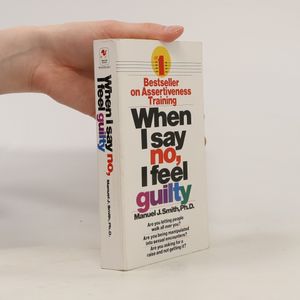 1
Bestseller
on Assertiveness
Training
When
I say
no,
I feel
guilty
Manuel J. Smith, Ph.D.
Are you letting people
walk all over you?
Are you being manipulated
into sexual encounters?
Are you asking for a
raise and not getting it?
When I say no,
I feel guilty
Manuel J. Smith, Ph.D.